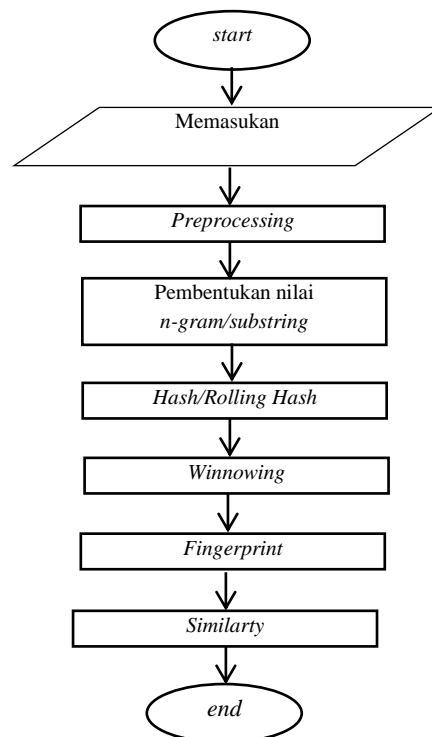 start
Memasukan
Preprocessing
Pembentukan nilai
n-gram/substring
Hash/Rolling Hash
Winnowing
Fingerprint
Similarty
end